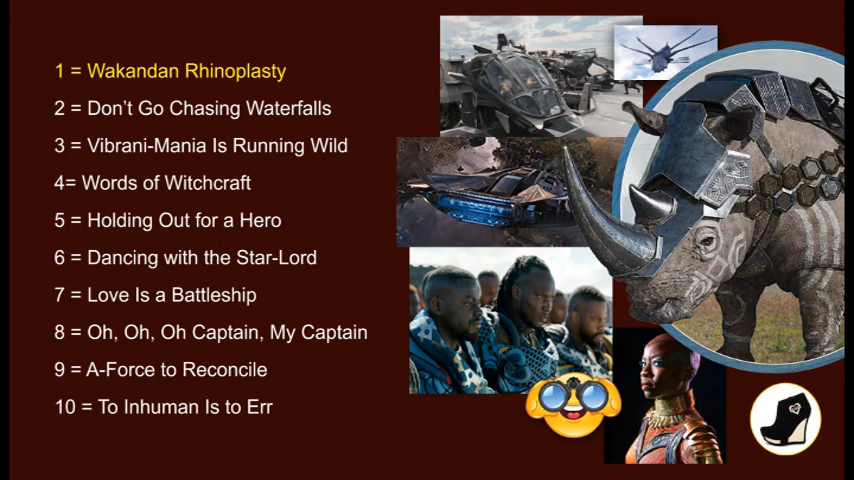 1 = Wakandan Rhinoplasty
2 = Don’t Go Chasing Waterfalls
3 = Vibrani-Mania Is Running Wild
4= Words of Witchcraft
5 = Holding Out for a Hero
6 = Dancing with the Star-Lord
7 = Love Is a Battleship
8 = Oh, Oh, Oh Captain, My Captain
9 = A-Force to Reconcile
10 = To Inhuman Is to Err